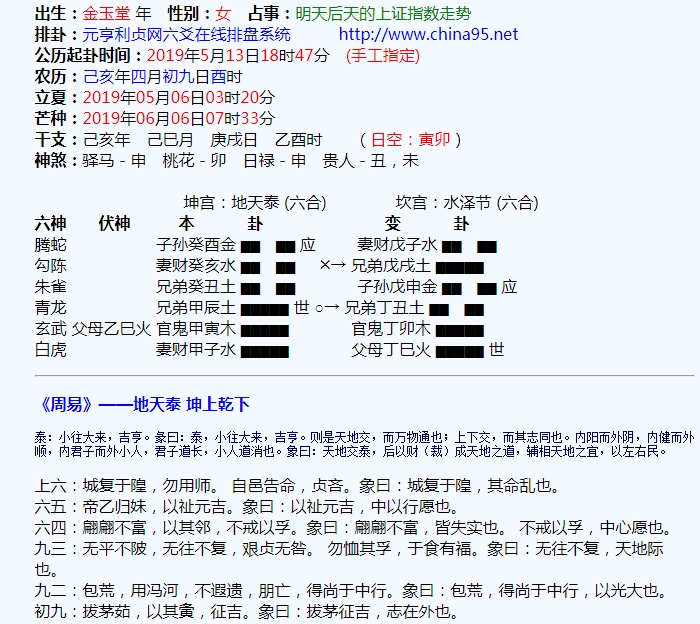 出生：金玉堂 年 性别：女 占事：明天后天的上证指数走势
排卦：元亨利贞网六爻在线排盘系统 http://www.china95.net
公历起卦时间：2019年5月13日18时47分 (手工指定)
农历：己亥年四月初九日酉时
立夏：2019年05月06日03时20分
芒种：2019年06月06日07时33分
干支：己亥年 己巳月 庚戌日 乙酉时 （日空：寅卯）
神煞：驿马－申 桃花－卯 日禄－申 贵人－丑，未
坤宫：地天泰 (六合) 坎宫：水泽节 (六合)
六神 伏神 本 卦 变 卦
腾蛇 子孙癸酉金 应 妻财戊子水
勾陈 妻财癸亥水 ×→ 兄弟戊戌土
朱雀 兄弟癸丑土 子孙戊申金 应
青龙 兄弟甲辰土 世 ○→ 兄弟丁丑土
玄武 父母乙巳火 官鬼甲寅木 官鬼丁卯木
白虎 妻财甲子水 父母丁巳火 世
《周易》——地天泰 坤上乾下
泰：小往大来，吉亨。彖曰：泰，小往大来，吉亨。则是天地交，而万物通也；上下交，而其志同也。内阳而外阴，内健而外
顺，内君子而外小人，君子道长，小人道消也。象曰：天地交泰，后以财（裁）成天地之道，辅相天地之宜，以左右民。
上六：城复于隍，勿用师。 自邑告命，贞吝。象曰：城复于隍，其命乱也。
六五：帝乙归妹，以祉元吉。象曰：以祉元吉，中以行愿也。
六四：翩翩不富，以其邻，不戒以孚。象曰：翩翩不富，皆失实也。 不戒以孚，中心愿也。
九三：无平不陂，无往不复，艰贞无咎。 勿恤其孚，于食有福。象曰：无往不复，天地际
也。
九二：包荒，用冯河，不遐遗，朋亡，得尚于中行。象曰：包荒，得尚于中行，以光大也。
初九：拔茅茹，以其夤，征吉。象曰：拔茅征吉，志在外也。